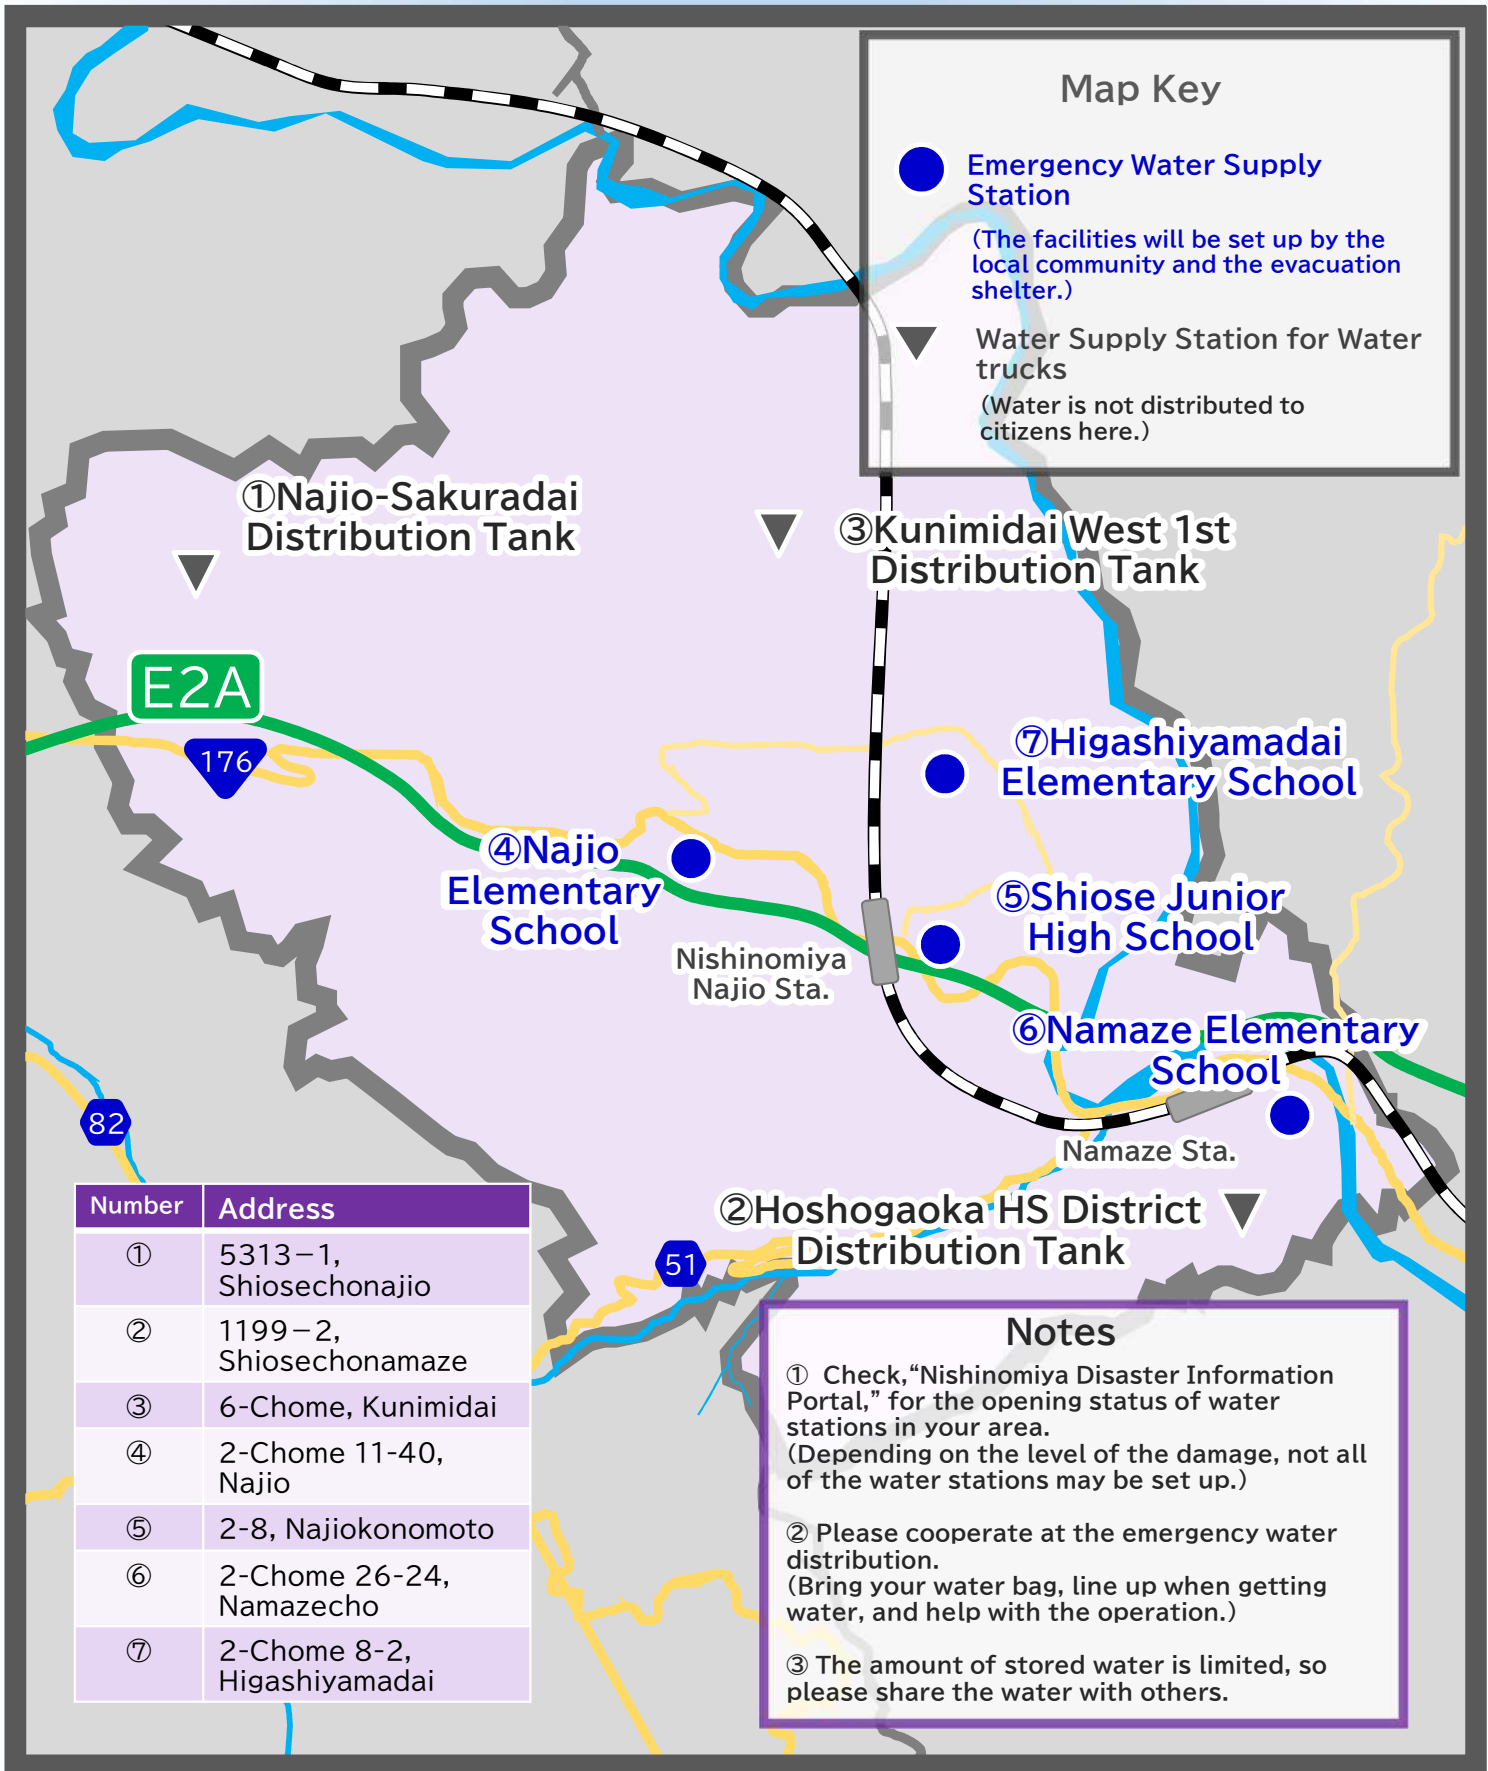 Map Key
Emergency Water Supply
Station
(The facilities will be set up by the
local community and the evacuation
shelter.)
Water Supply Station for Water
trucks
(Water is not distributed to
citizens here.)
①Najio-Sakuradai
Distribution Tank
③Kunimidai West 1st
Distribution Tank
E2A
176
⑦Higashiyamadai
Elementary School
④Najio
Elementary
School
⑤Shiose Junior
High School
Nishinomiya
Najio Sta.
⑥Namaze Elementary
School
82
Namaze Sta.
②Hoshogaoka HS District
Distribution Tank
51
Number Address
① 5313−1,
Shiosechonajio
② 1199−2,
Shiosechonamaze
③ 6-Chome, Kunimidai
④ 2-Chome 11-40,
Najio
⑤ 2-8, Najiokonomoto
⑥ 2-Chome 26-24,
Namazecho
⑦ 2-Chome 8-2,
Higashiyamadai
Notes
① Check,“Nishinomiya Disaster Information
Portal,” for the opening status of water
stations in your area.
(Depending on the level of the damage, not all
of the water stations may be set up.)
② Please cooperate at the emergency water
distribution.
(Bring your water bag, line up when getting
water, and help with the operation.)
③ The amount of stored water is limited, so
please share the water with others.